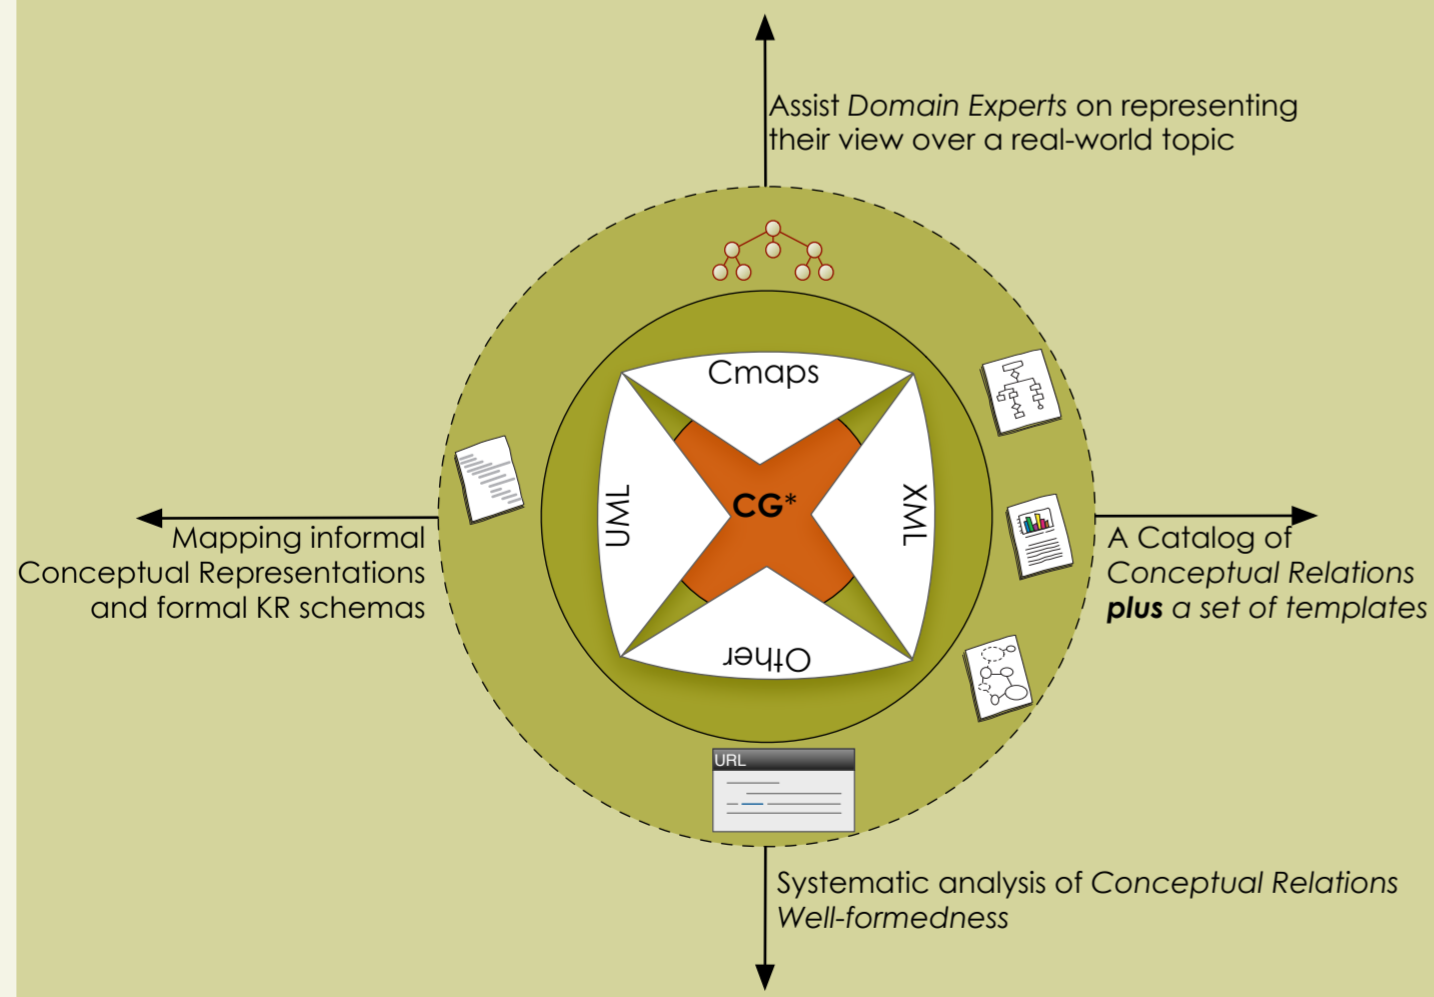 Assist Domain Experts on representing
their view over a real-world topic
Cmaps
UML
CG*
XML
Other
Mapping informal
Conceptual Representations
and formal KR schemas
A Catalog of
Conceptual Relations
plus a set of templates
URL
Systematic analysis of Conceptual Relations
Well-formedness